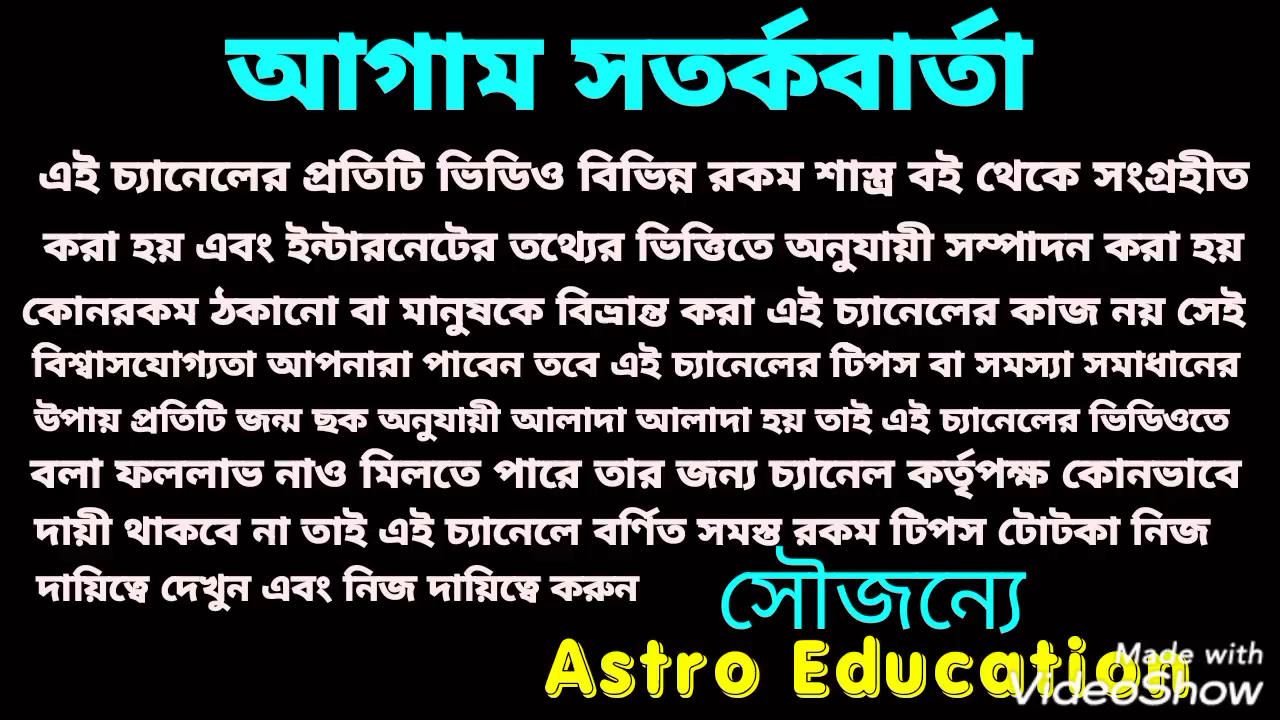 আগাম সতর্কবার্তা
এই চ্যানেলের প্রতিটি ভিডিও বিভিন্ন রকম শাস্ত্র বই থেকে সংগ্রহীত
করা হয় এবং ইন্টারনেটের তথ্যের ভিত্তিতে অনুযায়ী সম্পাদন করা হয়
কোনরকম ঠকানো বা মানুষকে বিভ্রান্ত করা এই চ্যানেলের কাজ নয় সেই
বিশ্বাসযোগ্যতা আপনারা পাবেন তবে এই চ্যানেলের টিপস বা সমস্যা সমাধানের
উপায় প্রতিটি জন্ম ছক অনুযায়ী আলাদা আলাদা হয় তাই এই চ্যানেলের ভিডিওতে
বলা ফললাভ নাও মিলতে পারে তার জন্য চ্যানেল কর্তৃপক্ষ কোনভাবে
দায়ী থাকবে না তাই এই চ্যানেলে বর্ণিত সমস্ত রকম টিপস টোটকা নিজ
দায়িত্বে দেখুন এবং নিজ দায়িত্বে করুন
সৌজন্যে
Astro Education
Made with
VideoShow